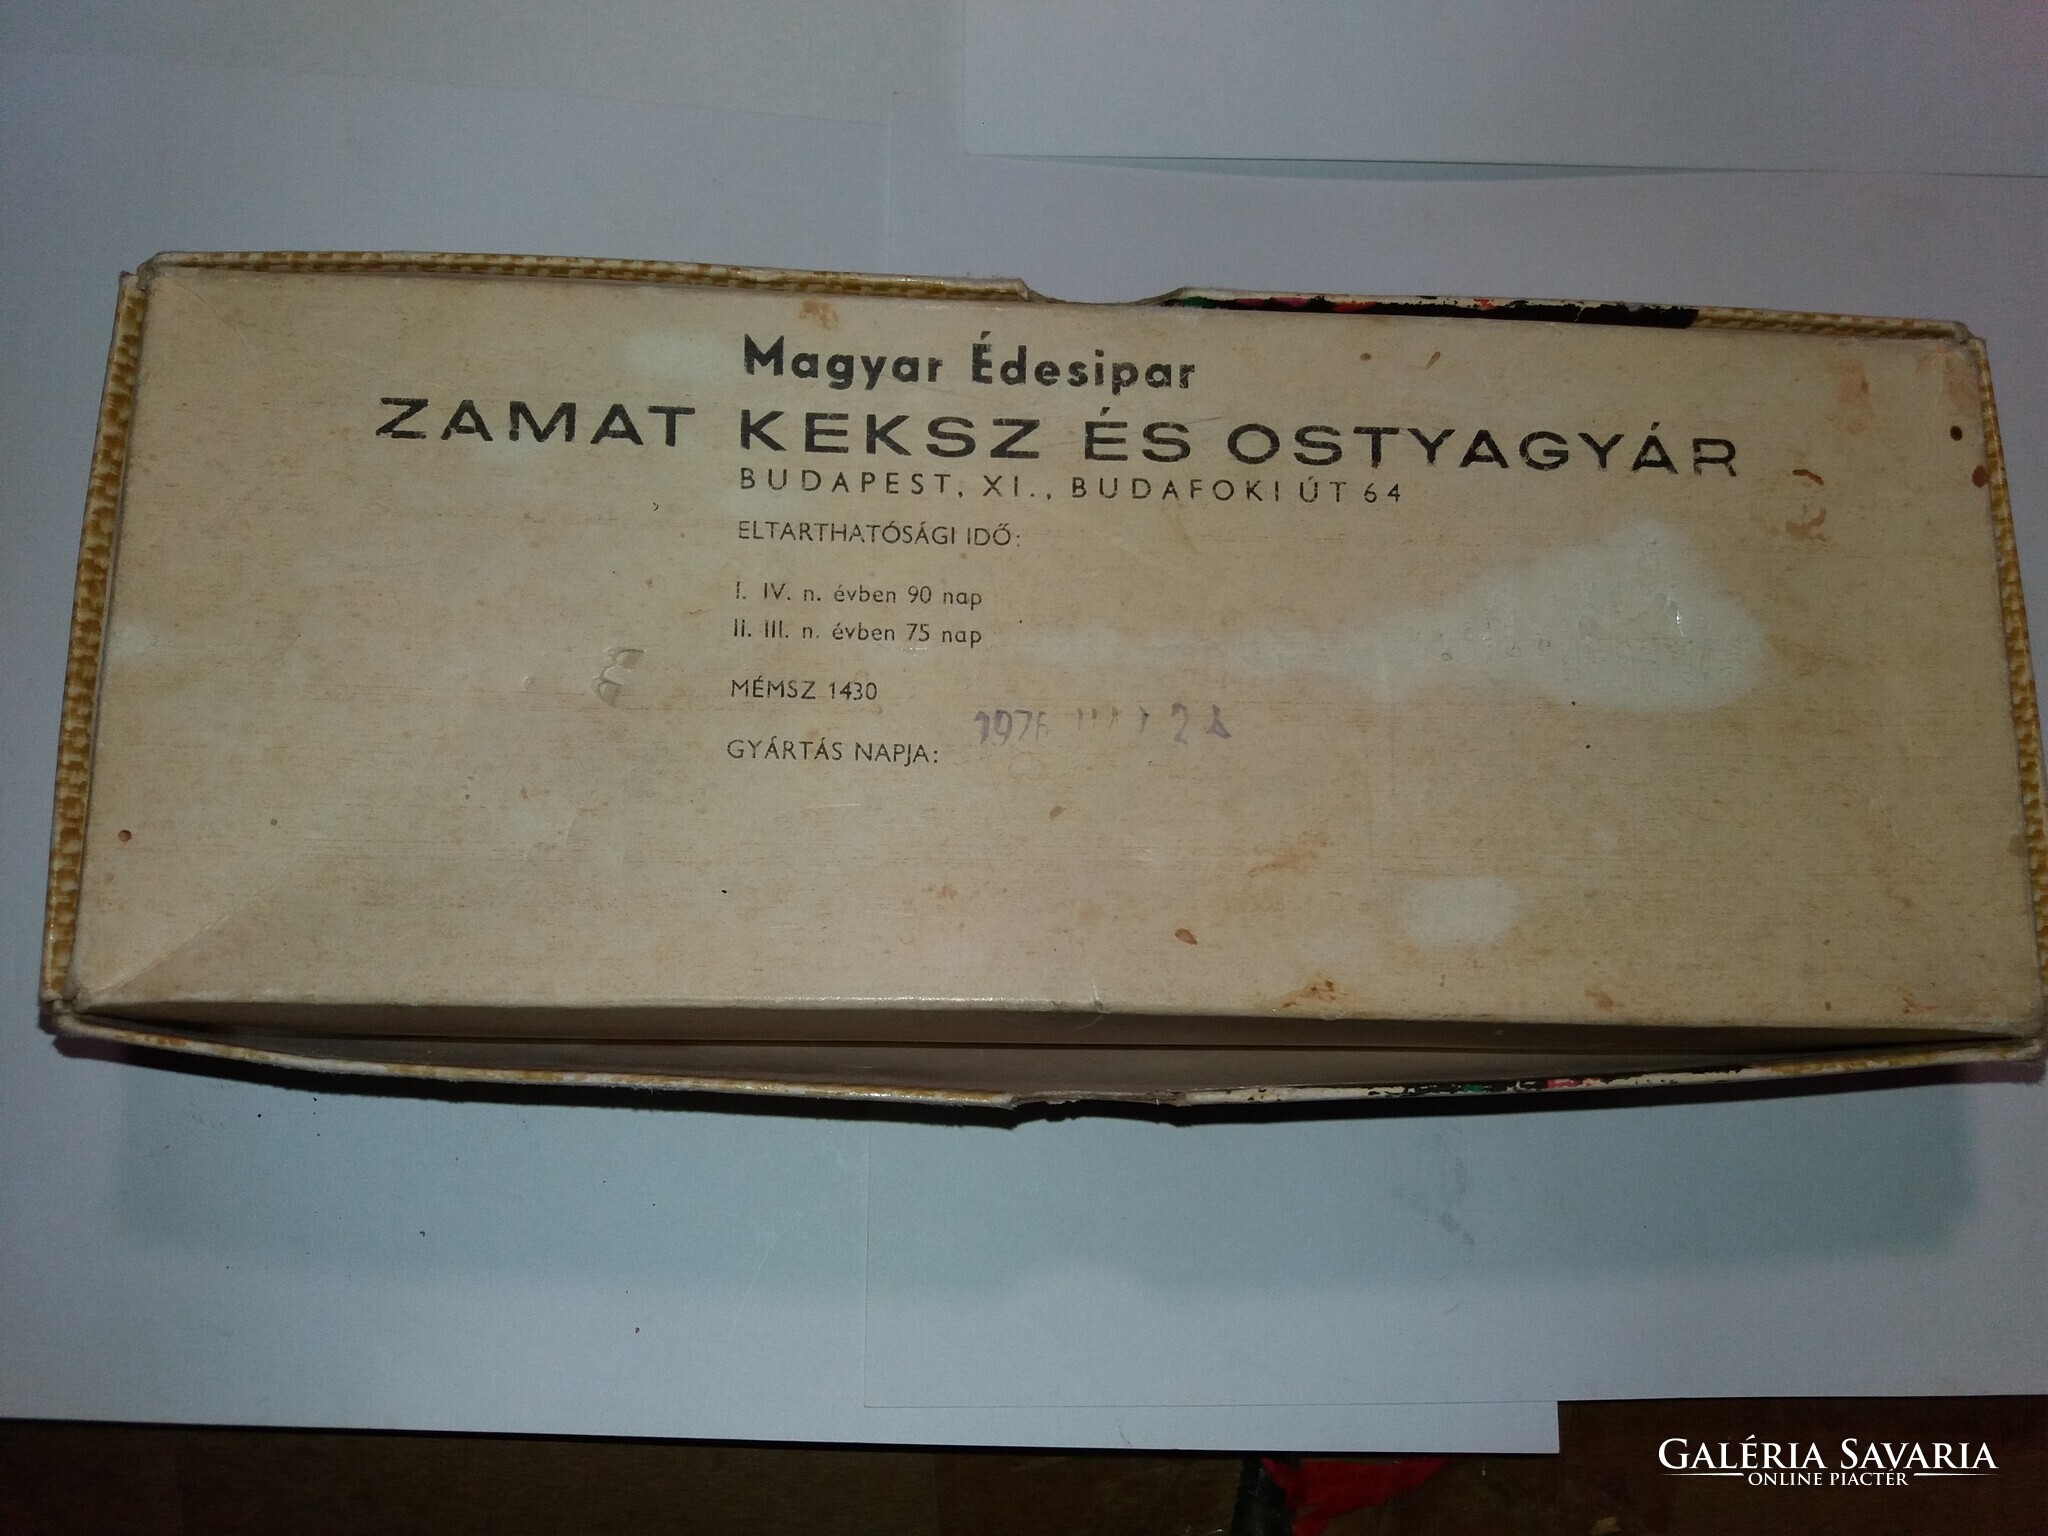 Magyar Édesipar
ZAMAT KEKSZ ÉS OSTYAGYÁR
BUDAPEST, XI., BUDAFOKI ÚT 64
ELTARTHATÓSÁGI IDŐ:
I. IV. n. évben 90 nap
II. III. n. évben 75 nap
MÉMSZ 1430
GYÁRTÁS NAPJA: 1976
GALÉRIA SAVARIA
ONLINE PIACTÉR